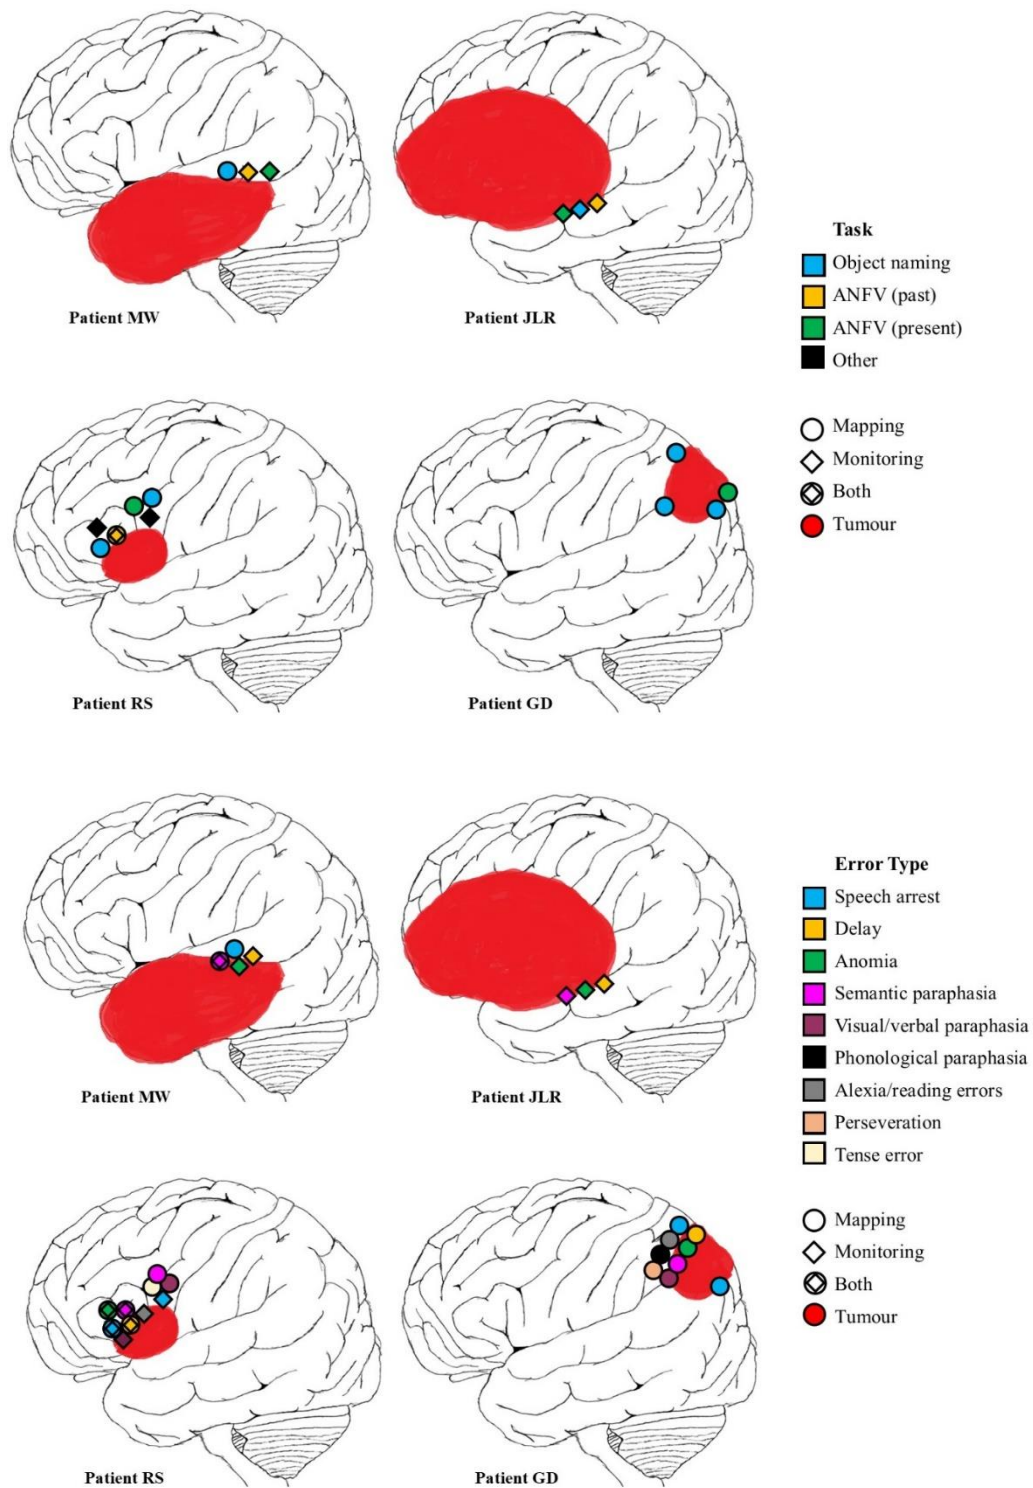 Patient MW
Patient JLR
Task
Object naming
ANFV (past)
ANFV (present)
Other
Mapping
Monitoring
Both
Tumour
Patient RS
Patient GD
Error Type
Speech arrest
Delay
Anomia
Semantic paraphasia
Visual/verbal paraphasia
Phonological paraphasia
Alexia/reading errors
Perseveration
Tense error
Patient MW
Patient JLR
Mapping
Monitoring
Both
Tumour
Patient RS
Patient GD